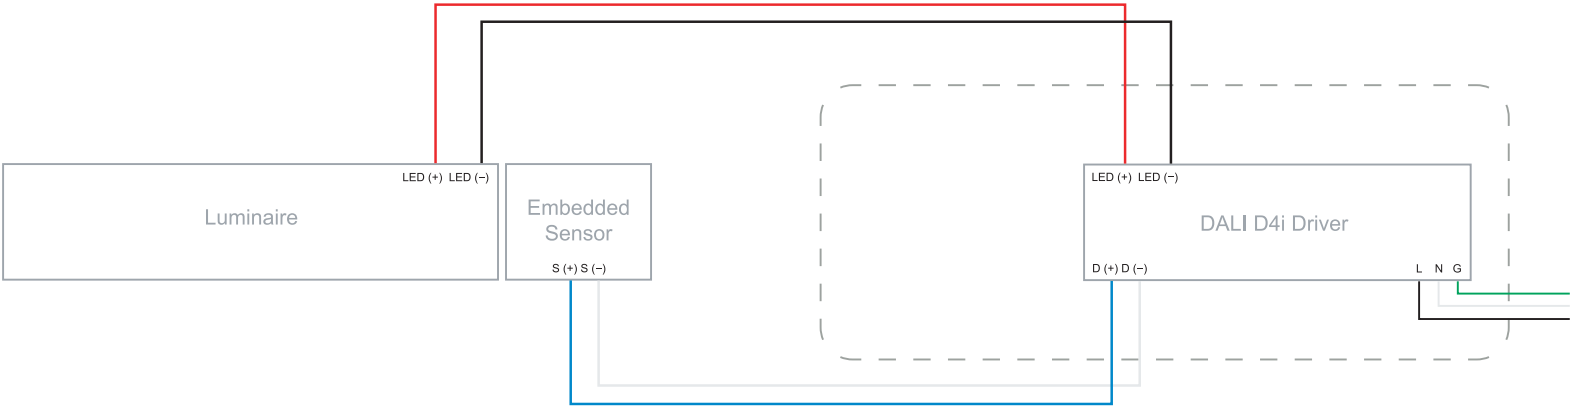 LED (+) LED (–)
Luminaire
Embedded
Sensor
S (+) S (–)
LED (+) LED (–)
DALI D4i Driver
D (+) D (–)
L N G